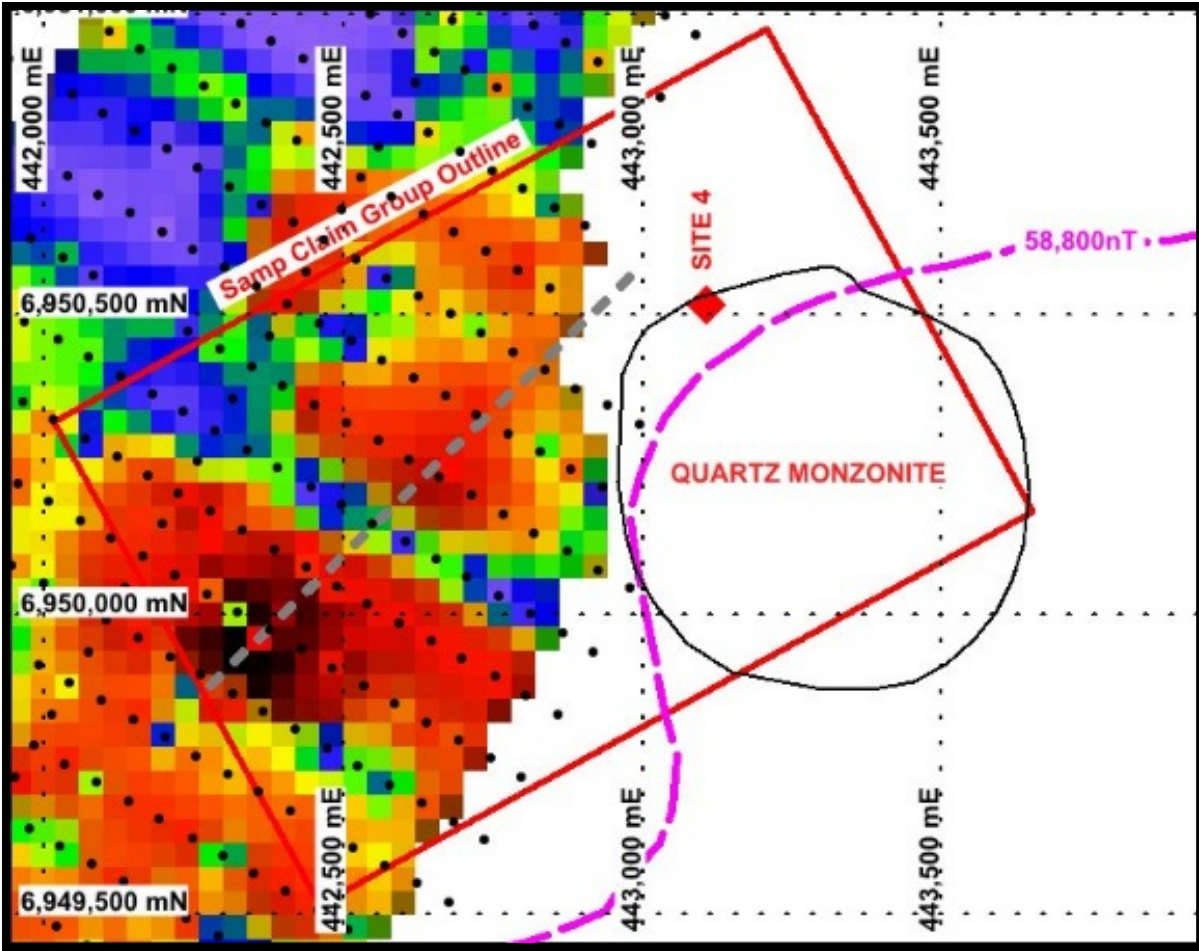 442,000 mE
442,500 mE
443,000 mE
443,500 mE
Samp Claim Group Outline
SITE 4
58,800nT
6,950,500 mN
QUARTZ MONZONITE
6,950,000 mN
442,500 mE
443,000 mE
443,500 mE
6,949,500 mN